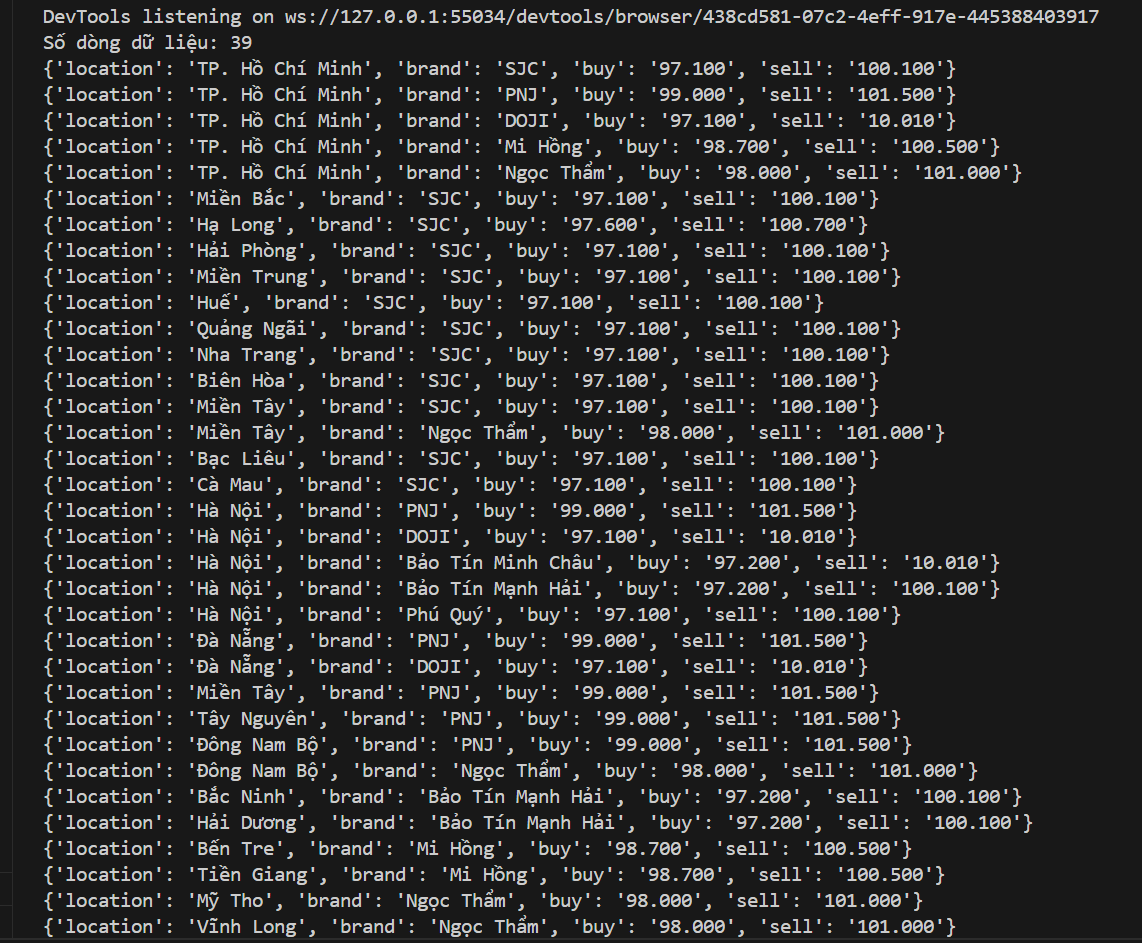 DevTools listening on ws://127.0.0.1:55034/devtools/browser/438cd581-07c2-4eff-917e-445388403917
Số dòng dữ liệu: 39
{'location': 'TP. Hồ Chí Minh', 'brand': 'SJC', 'buy': '97.100', 'sell': '100.100'}
{'location': 'TP. Hồ Chí Minh', 'brand': 'PNJ', 'buy': '99.000', 'sell': '101.500'}
{'location': 'TP. Hồ Chí Minh', 'brand': 'DOJI', 'buy': '97.100', 'sell': '10.010'}
{'location': 'TP. Hồ Chí Minh', 'brand': 'Mi Hồng', 'buy': '98.700', 'sell': '100.500'}
{'location': 'TP. Hồ Chí Minh', 'brand': 'Ngọc Thẩm', 'buy': '98.000', 'sell': '101.000'}
{'location': 'Miền Bắc', 'brand': 'SJC', 'buy': '97.100', 'sell': '100.100'}
{'location': 'Hạ Long', 'brand': 'SJC', 'buy': '97.600', 'sell': '100.700'}
{'location': 'Hải Phòng', 'brand': 'SJC', 'buy': '97.100', 'sell': '100.100'}
{'location': 'Miền Trung', 'brand': 'SJC', 'buy': '97.100', 'sell': '100.100'}
{'location': 'Huế', 'brand': 'SJC', 'buy': '97.100', 'sell': '100.100'}
{'location': 'Quảng Ngãi', 'brand': 'SJC', 'buy': '97.100', 'sell': '100.100'}
{'location': 'Nha Trang', 'brand': 'SJC', 'buy': '97.100', 'sell': '100.100'}
{'location': 'Biên Hòa', 'brand': 'SJC', 'buy': '97.100', 'sell': '100.100'}
{'location': 'Miền Tây', 'brand': 'SJC', 'buy': '97.100', 'sell': '100.100'}
{'location': 'Miền Tây', 'brand': 'Ngọc Thẩm', 'buy': '98.000', 'sell': '101.000'}
{'location': 'Bạc Liêu', 'brand': 'SJC', 'buy': '97.100', 'sell': '100.100'}
{'location': 'Cà Mau', 'brand': 'SJC', 'buy': '97.100', 'sell': '100.100'}
{'location': 'Hà Nội', 'brand': 'PNJ', 'buy': '99.000', 'sell': '101.500'}
{'location': 'Hà Nội', 'brand': 'DOJI', 'buy': '97.100', 'sell': '10.010'}
{'location': 'Hà Nội', 'brand': 'Bảo Tín Minh Châu', 'buy': '97.200', 'sell': '10.010'}
{'location': 'Hà Nội', 'brand': 'Bảo Tín Mạnh Hải', 'buy': '97.200', 'sell': '100.100'}
{'location': 'Hà Nội', 'brand': 'Phú Quý', 'buy': '97.100', 'sell': '100.100'}
{'location': 'Đà Nẵng', 'brand': 'PNJ', 'buy': '99.000', 'sell': '101.500'}
{'location': 'Đà Nẵng', 'brand': 'DOJI', 'buy': '97.100', 'sell': '10.010'}
{'location': 'Miền Tây', 'brand': 'PNJ', 'buy': '99.000', 'sell': '101.500'}
{'location': 'Tây Nguyên', 'brand': 'PNJ', 'buy': '99.000', 'sell': '101.500'}
{'location': 'Đông Nam Bộ', 'brand': 'PNJ', 'buy': '99.000', 'sell': '101.500'}
{'location': 'Đông Nam Bộ', 'brand': 'Ngọc Thẩm', 'buy': '98.000', 'sell': '101.000'}
{'location': 'Bắc Ninh', 'brand': 'Bảo Tín Mạnh Hải', 'buy': '97.200', 'sell': '100.100'}
{'location': 'Hải Dương', 'brand': 'Bảo Tín Mạnh Hải', 'buy': '97.200', 'sell': '100.100'}
{'location': 'Bến Tre', 'brand': 'Mi Hồng', 'buy': '98.700', 'sell': '100.500'}
{'location': 'Tiền Giang', 'brand': 'Mi Hồng', 'buy': '98.700', 'sell': '100.500'}
{'location': 'Mỹ Tho', 'brand': 'Ngọc Thẩm', 'buy': '98.000', 'sell': '101.000'}
{'location': 'Vĩnh Long', 'brand': 'Ngọc Thẩm', 'buy': '98.000', 'sell': '101.000'}